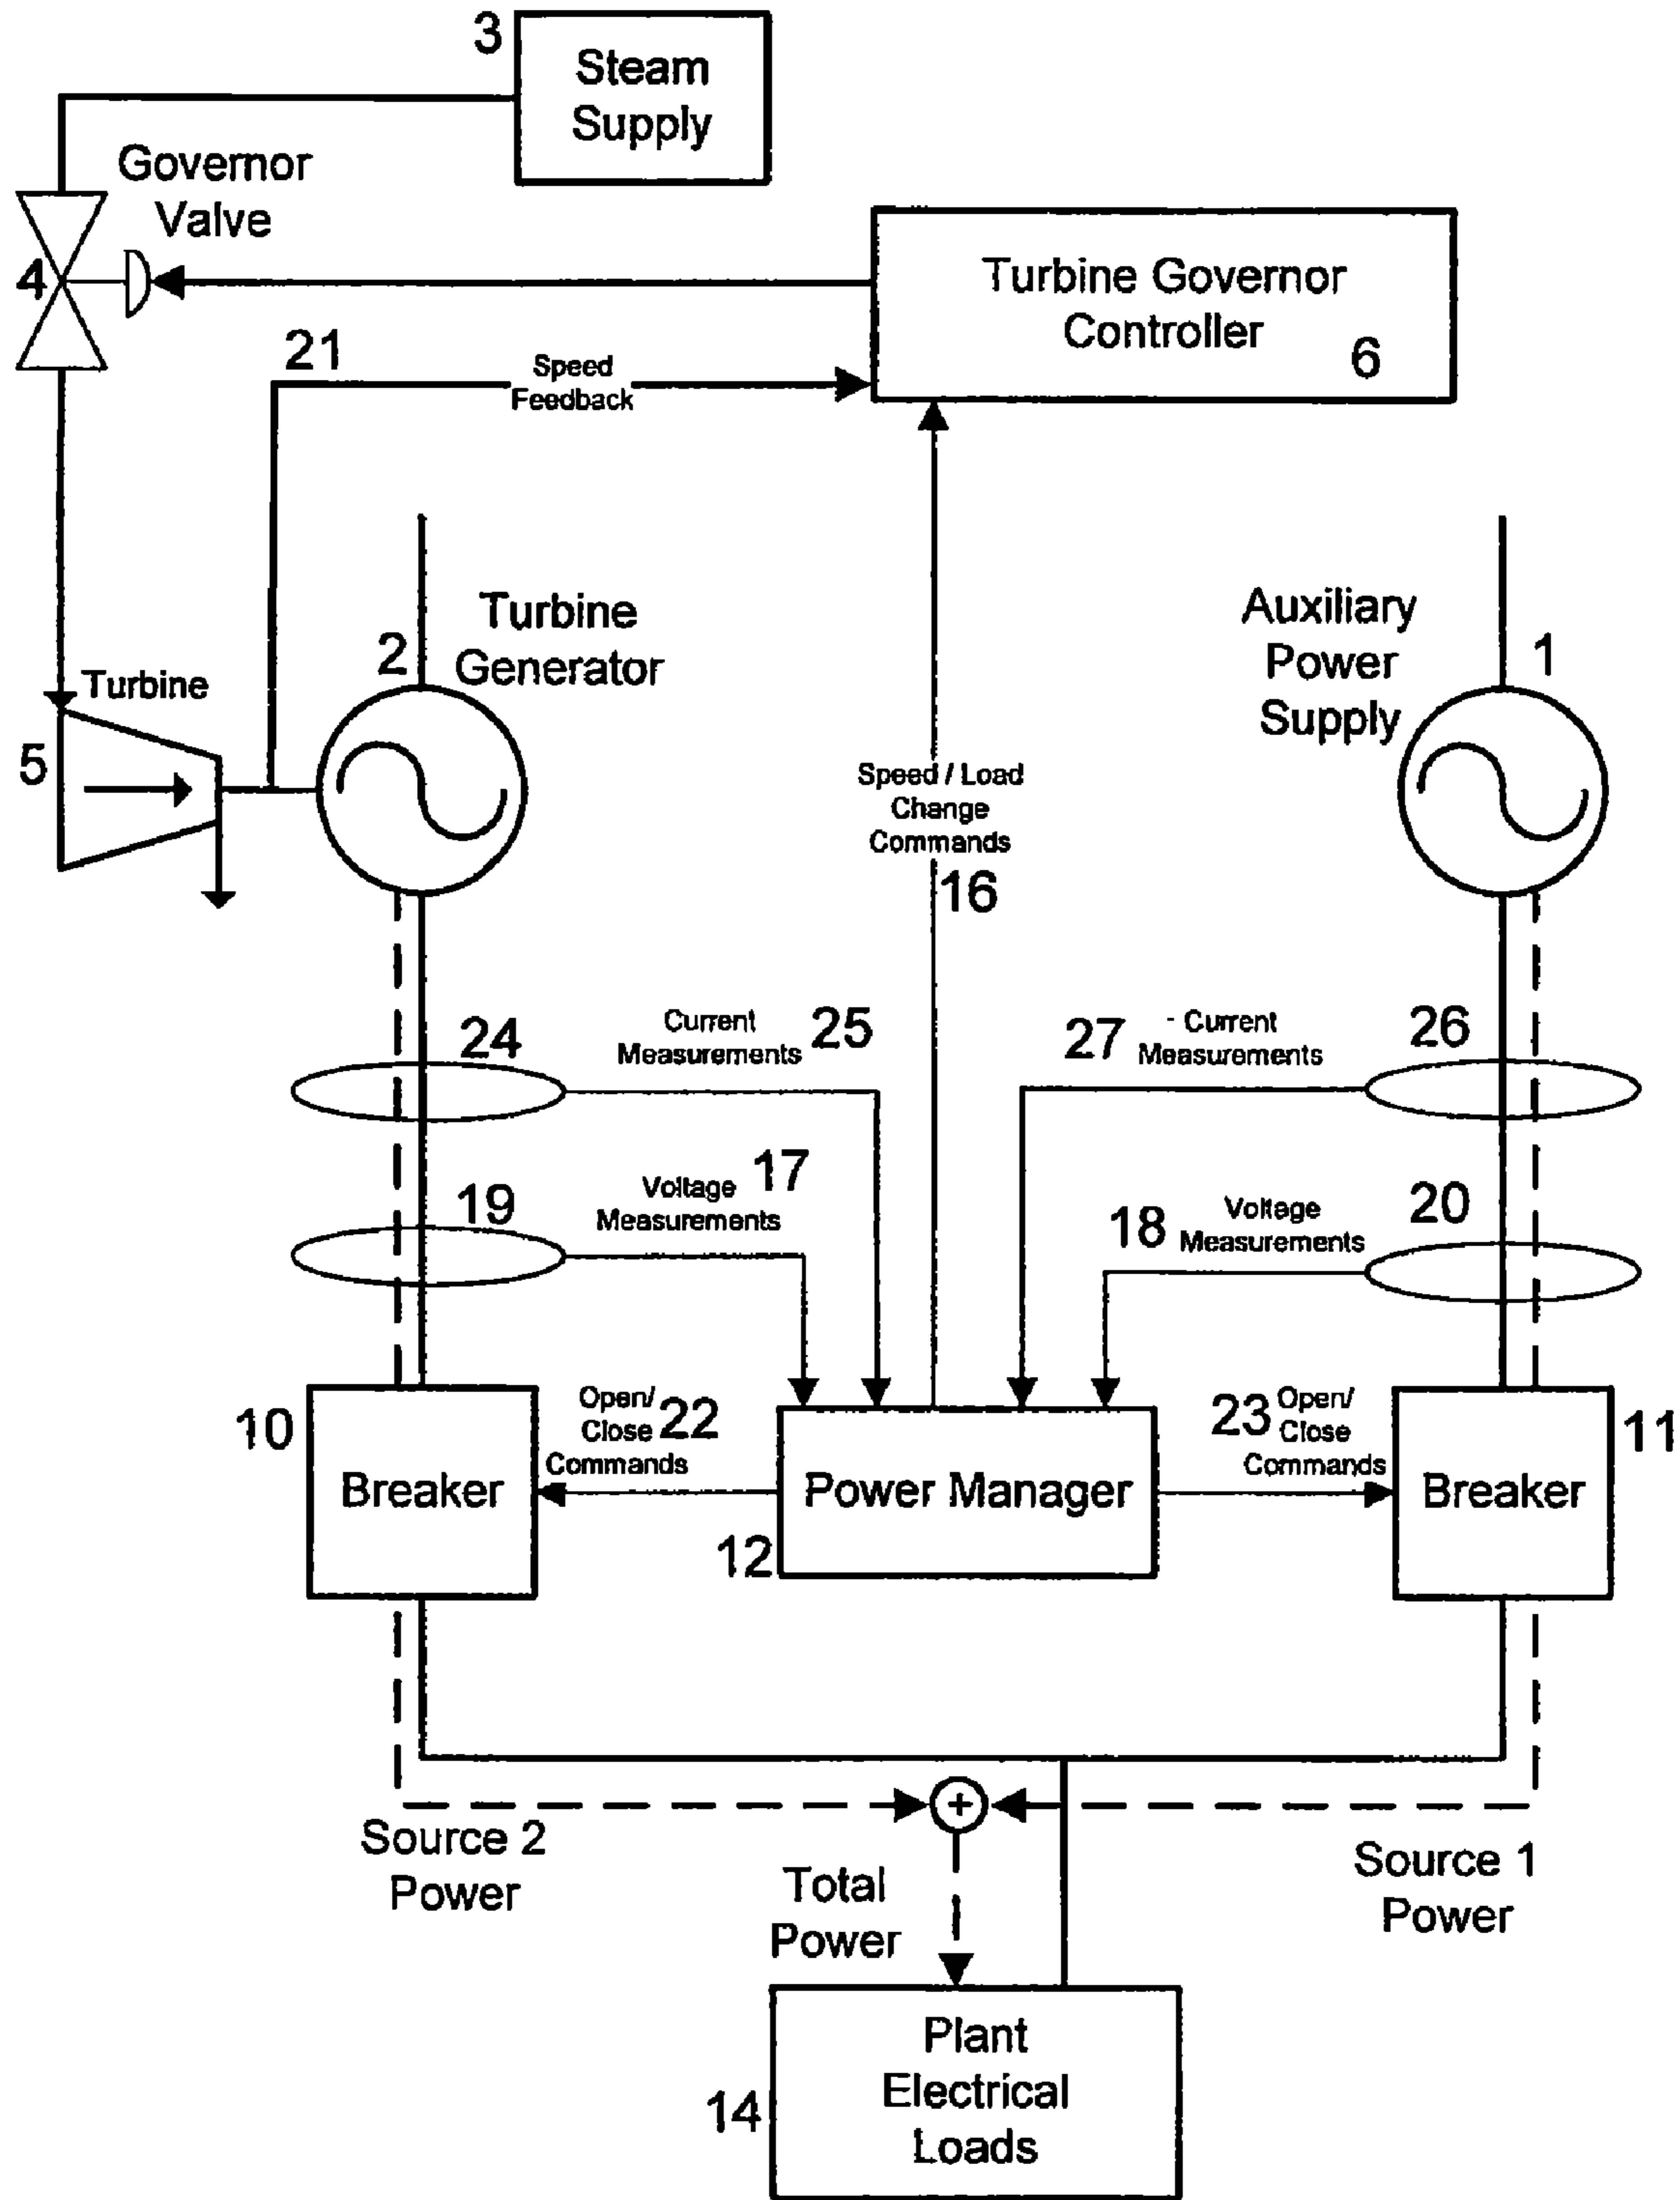 3
Steam
Supply
Governor
Valve
4
Turbine Governor
Controller
6
21
Speed
Feedback
Turbine
Generator
2
Auxiliary
Power
Supply
1
Turbine
5
Speed / Load
Change
Commands
16
24
Current
Measurements
25
27
Current
Measurements
26
19
Voltage
Measurements
17
18
Voltage
Measurements
20
10
Breaker
Open/
Close
Commands
22
Power Manager
12
23
Open/
Close
Commands
Breaker
11
+
Source 2
Power
Total
Power
Source 1
Power
Plant
Electrical
Loads
14